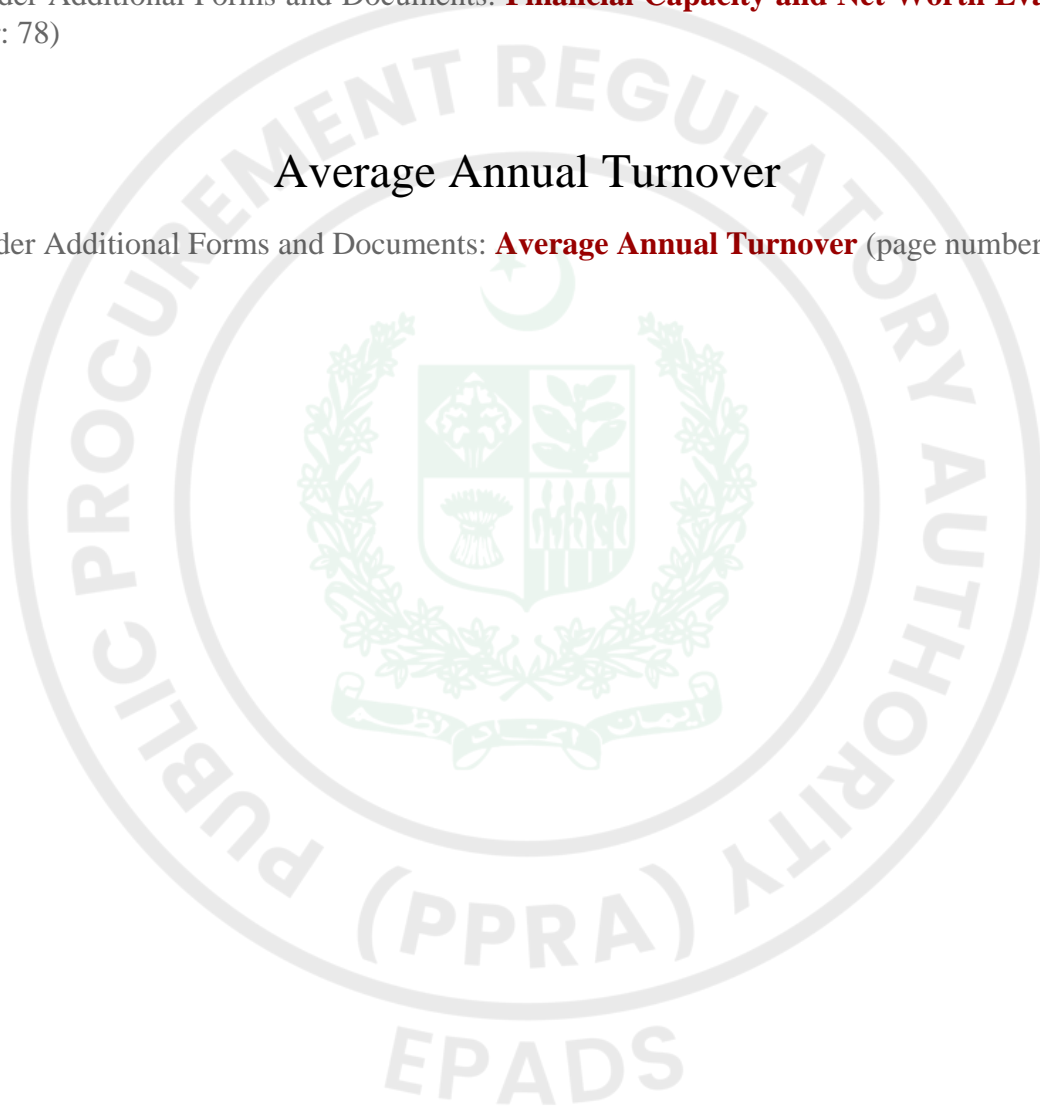 der Additional Forms and Documents: Financial Capacity and Net Worth Eva
: 78)
Average Annual Turnover
der Additional Forms and Documents: Average Annual Turnover (page number
PUBLIC PROCUREMENT REGULATORY AUTHORITY
(PPRA)
EPADS